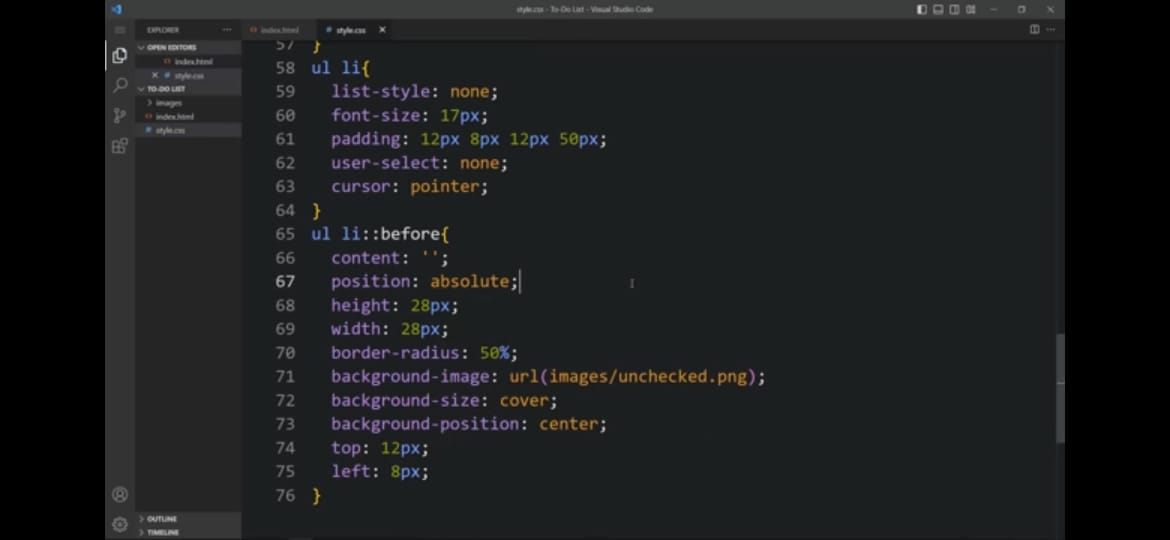 style.css - To-Do List - Visual Studio Code
EXPLORER
index.html
style.css
OPEN EDITORS
index.html
style.css
TO-DO LIST
images
index.html
style.css
OUTLINE
TIMELINE
57 }
58 ul li{
59 list-style: none;
60 font-size: 17px;
61 padding: 12px 8px 12px 50px;
62 user-select: none;
63 cursor: pointer;
64 }
65 ul li::before{
66 content: '';
67 position: absolute;
68 height: 28px;
69 width: 28px;
70 border-radius: 50%;
71 background-image: url(images/unchecked.png);
72 background-size: cover;
73 background-position: center;
74 top: 12px;
75 left: 8px;
76 }